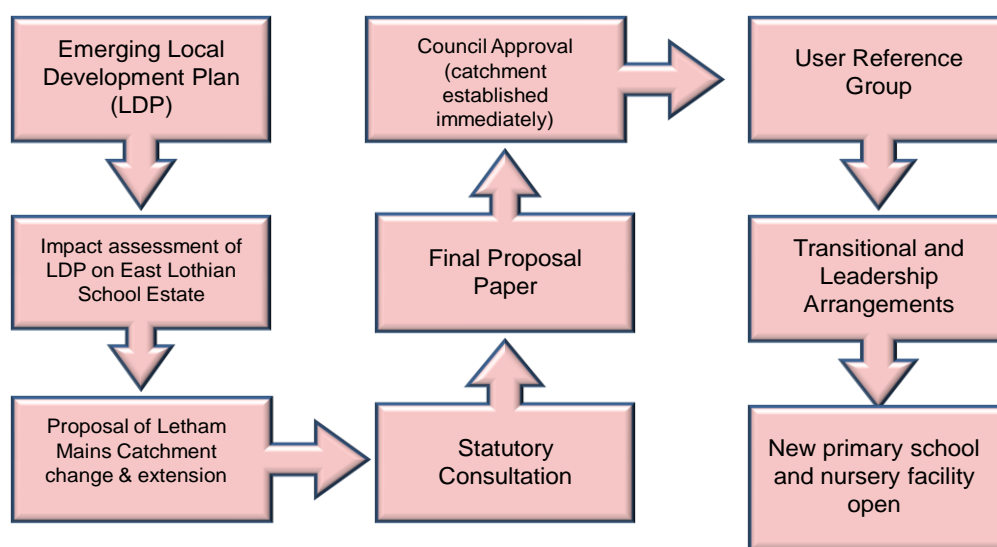 Emerging Local
Development Plan
(LDP)
Impact assessment of
LDP on East Lothian
School Estate
Proposal of Letham
Mains Catchment
change & extension
Statutory
Consultation
Final Proposal
Paper
Council Approval
(catchment
established
immediately)
User Reference
Group
Transitional and
Leadership
Arrangements
New primary school
and nursery facility
open